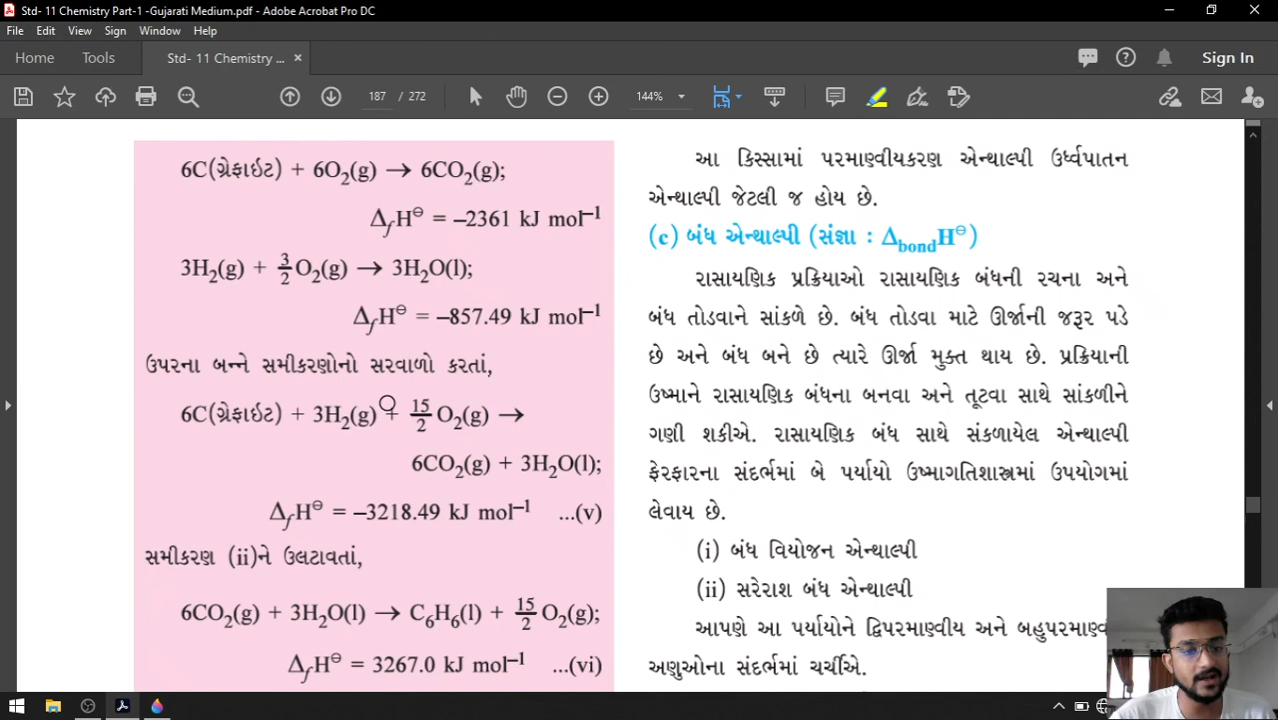 Std- 11 Chemistry Part-1 -Gujarati Medium.pdf - Adobe Acrobat Pro DC
File Edit View Sign Window Help
Home Tools Std- 11 Chemistry ... × Sign In
187 / 272 144%
6C(ગ્રેફાઇટ) + 6O₂(g) → 6CO₂(g);
ΔfH⊖ = –2361 kJ mol⁻¹
3H₂(g) + 3/2 O₂(g) → 3H₂O(l);
ΔfH⊖ = –857.49 kJ mol⁻¹
ઉપરના બન્ને સમીકરણોનો સરવાળો કરતાં,
6C(ગ્રેફાઇટ) + 3H₂(g) + 15/2 O₂(g) →
6CO₂(g) + 3H₂O(l);
ΔfH⊖ = –3218.49 kJ mol⁻¹ ...(v)
સમીકરણ (ii)ને ઉલટાવતાં,
6CO₂(g) + 3H₂O(l) → C₆H₆(l) + 15/2 O₂(g);
ΔfH⊖ = 3267.0 kJ mol⁻¹ ...(vi)
આ કિસ્સામાં પરમાણ્વીયકરણ એન્થાલ્પી ઉર્ધ્વપાતન
એન્થાલ્પી જેટલી જ હોય છે.
(c) બંધ એન્થાલ્પી (સંજ્ઞા : ΔbondH⊖)
રાસાયણિક પ્રક્રિયાઓ રાસાયણિક બંધની રચના અને
બંધ તોડવાને સાંકળે છે. બંધ તોડવા માટે ઊર્જાની જરૂર પડે
છે અને બંધ બને છે ત્યારે ઊર્જા મુક્ત થાય છે. પ્રક્રિયાની
ઉષ્માને રાસાયણિક બંધના બનવા અને તૂટવા સાથે સાંકળીને
ગણી શકીએ. રાસાયણિક બંધ સાથે સંકળાયેલ એન્થાલ્પી
ફેરફારના સંદર્ભમાં બે પર્યાયો ઉષ્માગતિશાસ્ત્રમાં ઉપયોગમાં
લેવાય છે.
(i) બંધ વિયોજન એન્થાલ્પી
(ii) સરેરાશ બંધ એન્થાલ્પી
આપણે આ પર્યાયોને દ્વિપરમાણ્વીય અને
અણુઓના સંદર્ભમાં ચર્ચીએ.